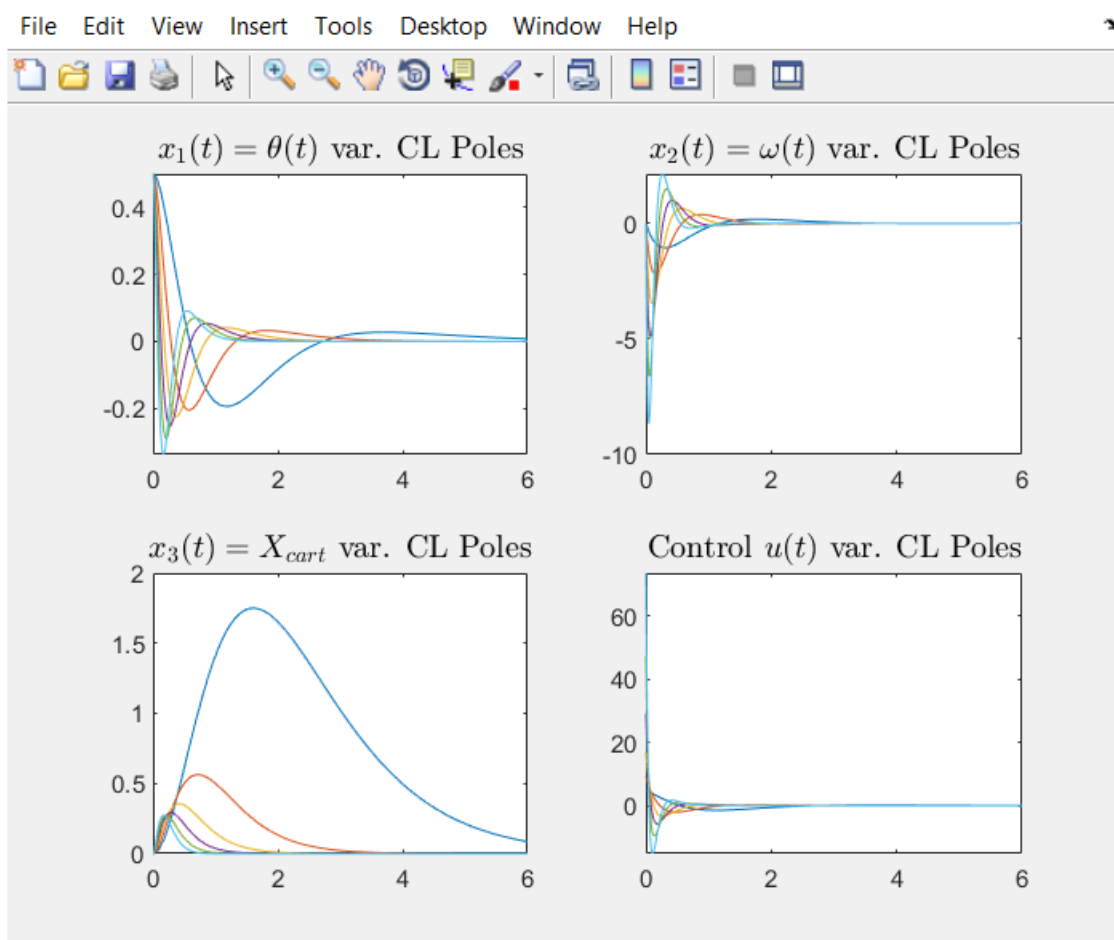 File Edit View Insert Tools Desktop Window Help
x₁(t) = θ(t) var. CL Poles
0.4
0.2
0
-0.2
0 2 4 6
x₂(t) = ω(t) var. CL Poles
0
-5
-10
0 2 4 6
x₃(t) = X_cart var. CL Poles
2
1.5
1
0.5
0
0 2 4 6
Control u(t) var. CL Poles
60
40
20
0
0 2 4 6